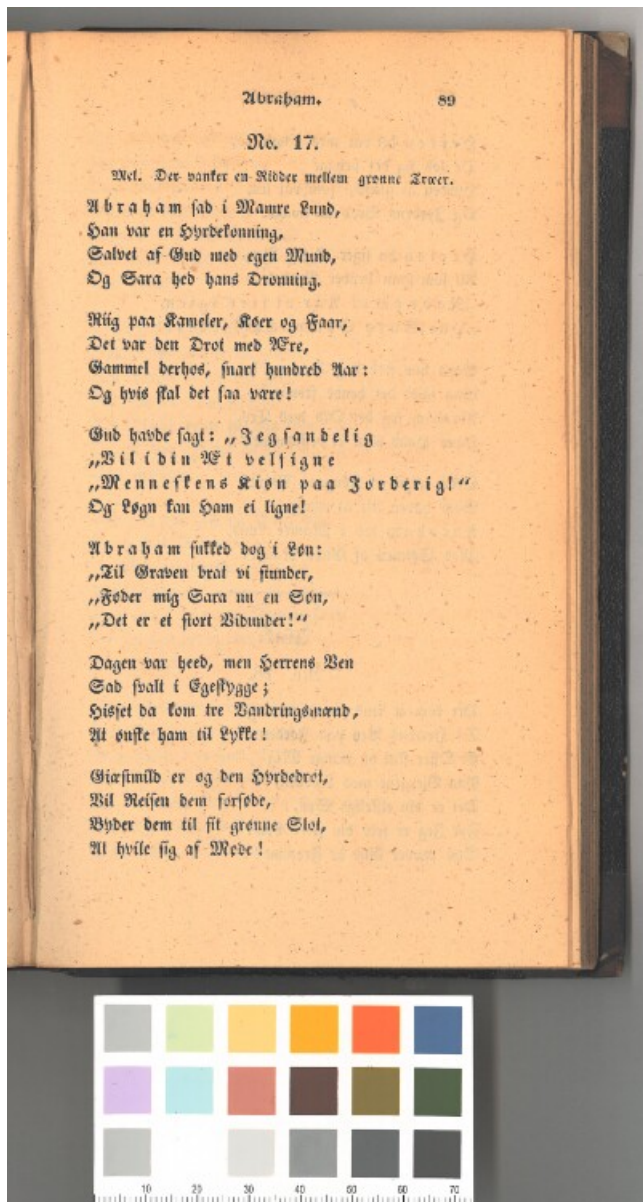 Abraham.
89
No. 17.
Mel. Der vanker en Ridder mellem grønne Træer.
Abraham sad i Mamre Lund,
Han var en Hyrdekonning,
Salvet af Gud med egen Mund,
Og Sara hed hans Dronning.
Riig paa Kameler, Køer og Faar,
Det var den Drot med Ære,
Gammel derhos, snart hundred Aar:
Og hvis skal det saa være!
Gud havde sagt: „Jeg sandelig
„Vil i din Æt velsigne
„Menneskens Kiøn paa Jorderig!“
Og Løgn kan Ham ei ligne!
Abraham sukked dog i Løn:
„Til Graven brat vi stunder,
„Føder mig Sara nu en Søn,
„Det er et stort Vidunder!“
Dagen var heed, men Herrens Ven
Sad svalt i Egeskygge;
Hisset da kom tre Vandringsmænd,
At ønske ham til Lykke!
Giæstmild er og den Hyrdedrot,
Vil Reisen dem forsøde,
Byder dem til sit grønne Slot,
At hvile sig af Møde!
10 20 30 40 50 60 70